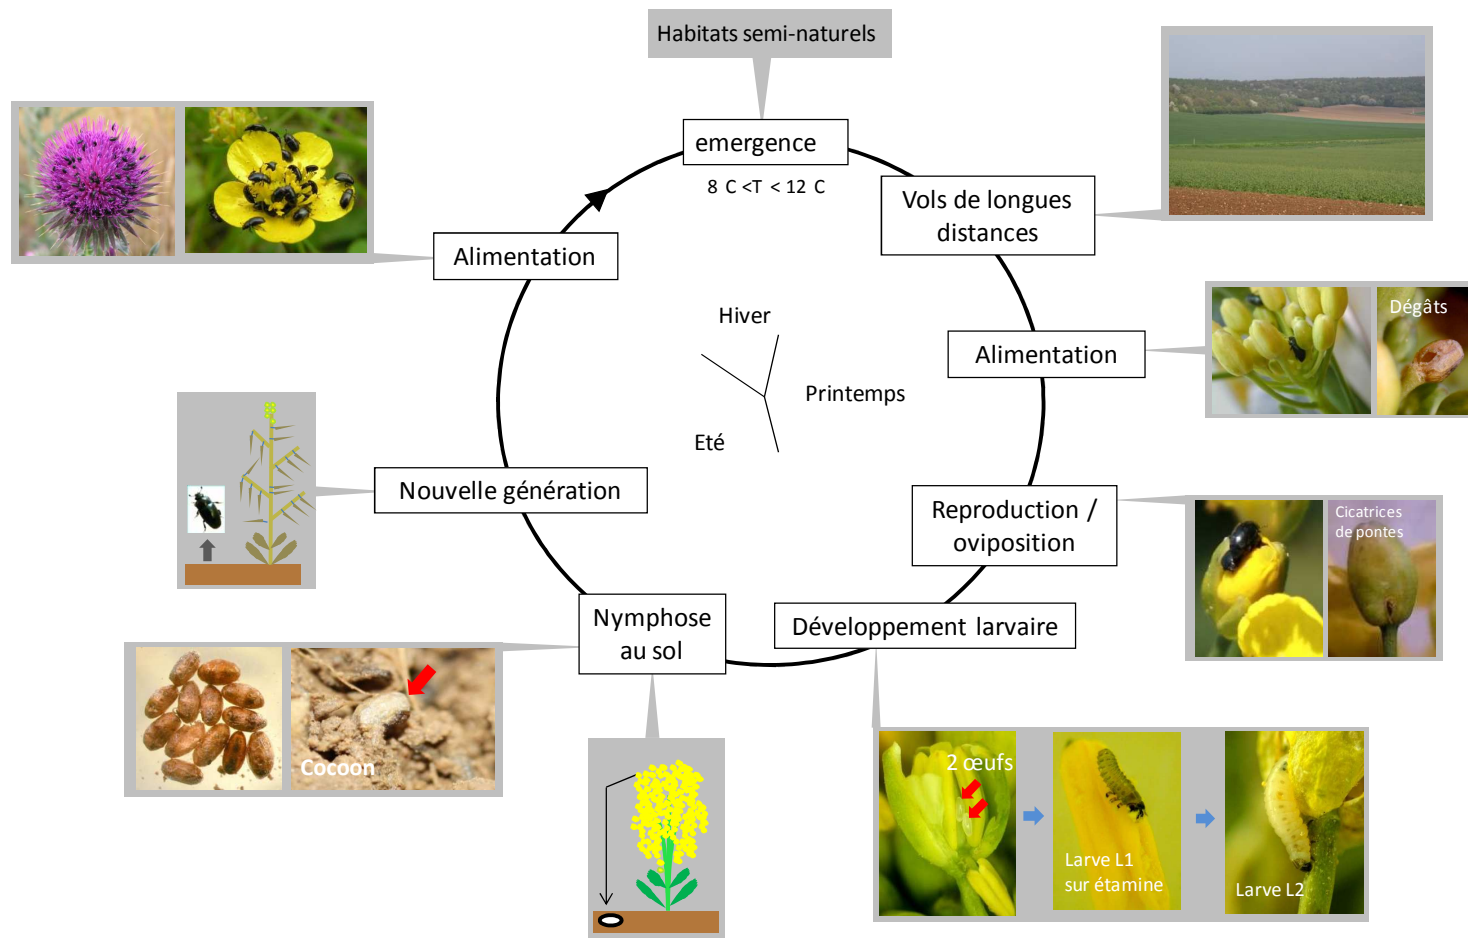 Habitats semi-naturels
emergence
8 C <T < 12 C
Vols de longues
distances
Alimentation
Dégâts
Alimentation
Hiver
Printemps
Eté
Nouvelle génération
Reproduction /
oviposition
Cicatrices
de pontes
Nymphose
au sol
Développement larvaire
Cocoon
2 œufs
Larve L1
sur étamine
Larve L2